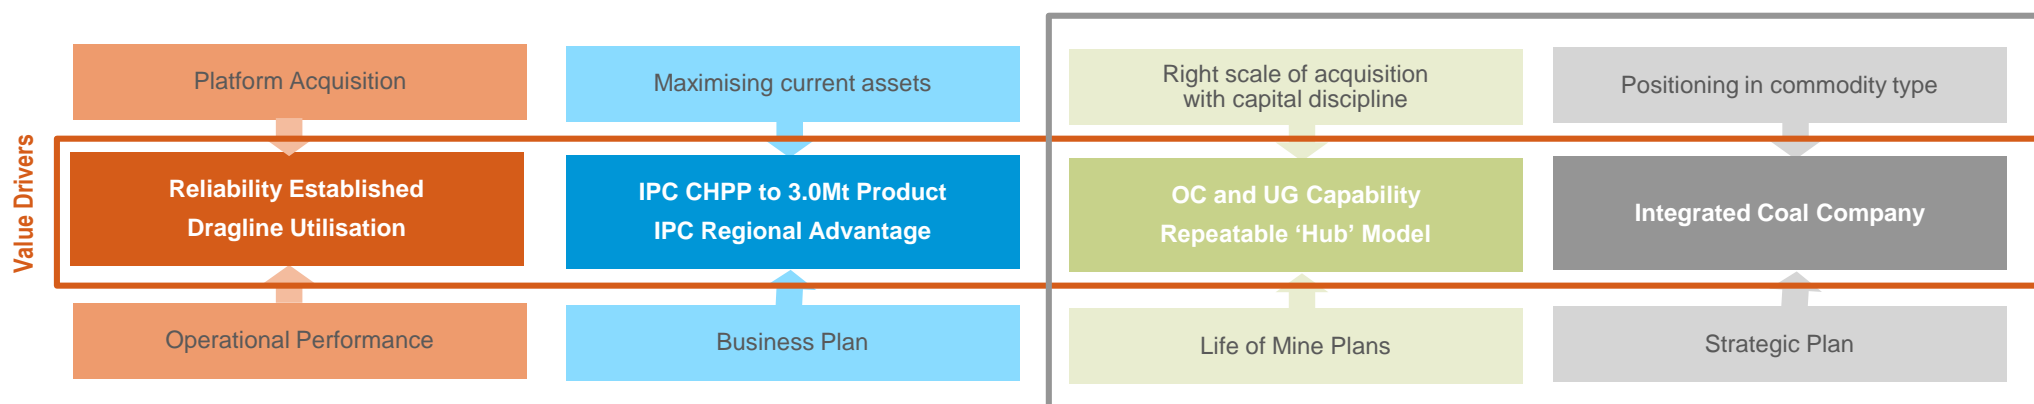 Platform Acquisition
Maximising current assets
Right scale of acquisition
with capital discipline
Positioning in commodity type
Value Drivers
Reliability Established
Dragline Utilisation
IPC CHPP to 3.0Mt Product
IPC Regional Advantage
OC and UG Capability
Repeatable ‘Hub’ Model
Integrated Coal Company
Operational Performance
Business Plan
Life of Mine Plans
Strategic Plan